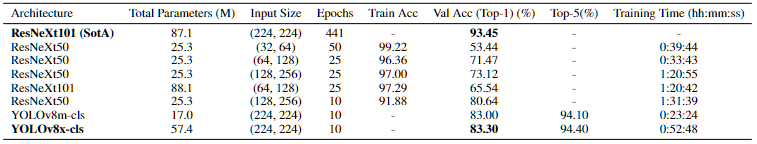 Architecture Total Parameters (M) Input Size Epochs Train Acc Val Acc (Top-1) (%) Top-5(%) Training Time (hh:mm:ss)
ResNeXt101 (SotA) 87.1 (224, 224) 441 - 93.45 - -
ResNeXt50 25.3 (32, 64) 50 99.22 53.44 - 0:39:44
ResNeXt50 25.3 (64, 128) 25 96.36 71.47 - 0:33:43
ResNeXt50 25.3 (128, 256) 25 97.00 73.12 - 1:20:55
ResNeXt101 88.1 (64, 128) 25 97.29 65.54 - 1:20:42
ResNeXt50 25.3 (128, 256) 10 91.88 80.64 - 1:31:39
YOLOv8m-cls 17.0 (224, 224) 10 - 83.00 94.10 0:23:24
YOLOv8x-cls 57.4 (224, 224) 10 - 83.30 94.40 0:52:48